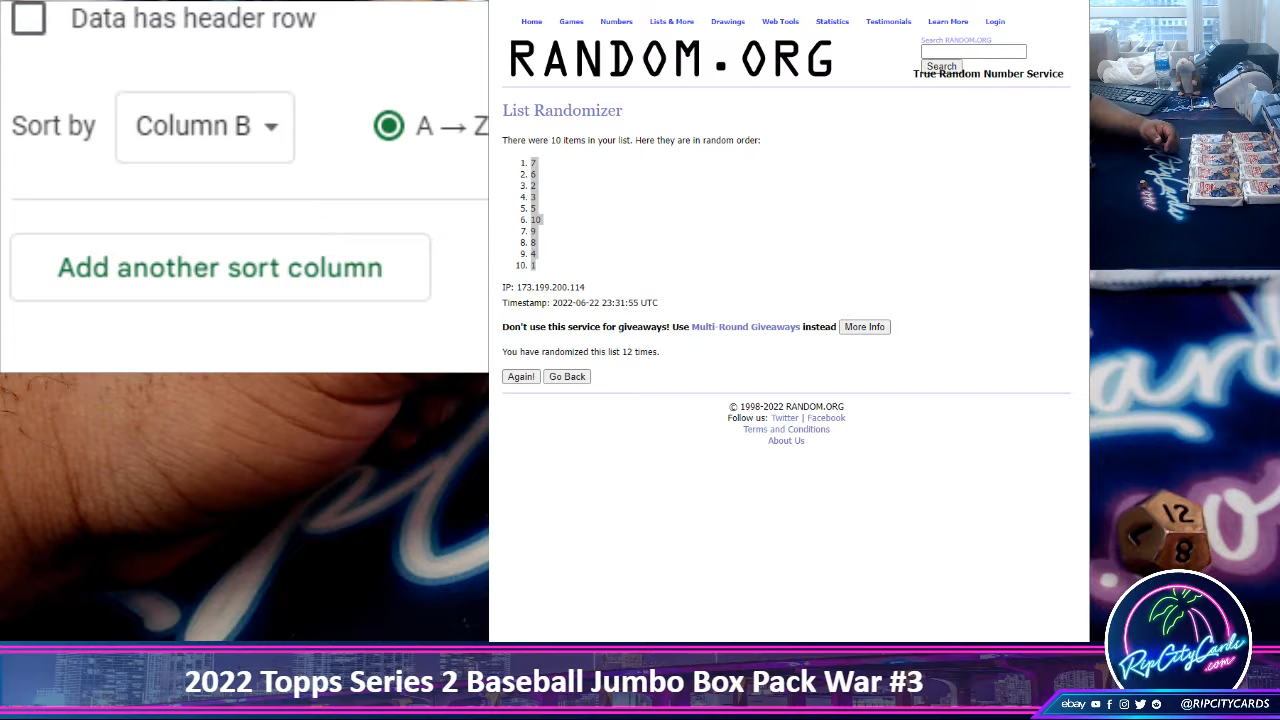 Data has header row
Sort by
Column B
A → Z
Add another sort column
Home Games Numbers Lists & More Drawings Web Tools Statistics Testimonials Learn More Login
RANDOM.ORG
Search RANDOM.ORG
Search
True Random Number Service
List Randomizer
There were 10 items in your list. Here they are in random order:
1. 7
2. 6
3. 2
4. 3
5. 5
6. 10
7. 9
8. 8
9. 4
10. 1
IP: 173.199.200.114
Timestamp: 2022-06-22 23:31:55 UTC
Don't use this service for giveaways! Use Multi-Round Giveaways instead More Info
You have randomized this list 12 times.
Again! Go Back
© 1998-2022 RANDOM.ORG
Follow us: Twitter | Facebook
Terms and Conditions
About Us
12
8
RipCityCards
.com
2022 Topps Series 2 Baseball Jumbo Box Pack War #3
ebay @RIPCITYCARDS